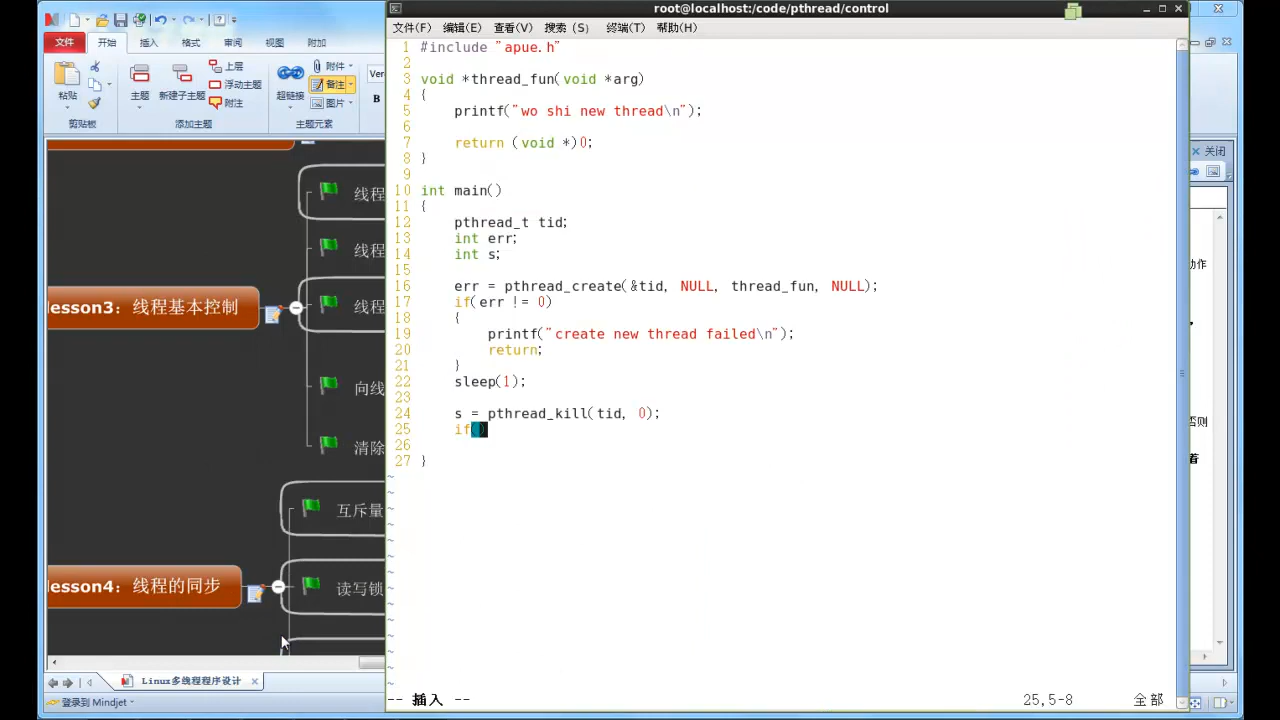 root@localhost:/code/pthread/control
文件(F) 编辑(E) 查看(V) 搜索 (S) 终端(T) 帮助(H)
文件 开始 插入 格式 审阅 视图 附加
粘贴
剪贴板
主题 新建子主题
上层
浮动主题
附注
添加主题
超链接
附件
备注
图片
主题元素
Ver
B
关闭
线程
线程
lesson3：线程基本控制
线程
向线
清除
互斥量
lesson4：线程的同步
读写锁
动作
否则
着
Linux多线程程序设计
登录到 Mindjet
1 #include "apue.h"
2
3 void *thread_fun(void *arg)
4 {
5 printf("wo shi new thread\n");
6
7 return (void *)0;
8 }
9
10 int main()
11 {
12 pthread_t tid;
13 int err;
14 int s;
15
16 err = pthread_create(&tid, NULL, thread_fun, NULL);
17 if(err != 0)
18 {
19 printf("create new thread failed\n");
20 return;
21 }
22 sleep(1);
23
24 s = pthread_kill(tid, 0);
25 if()
26
27 }
~
~
~
~
~
~
~
~
~
~
~
~
~
~
-- 插入 -- 25,5-8 全部